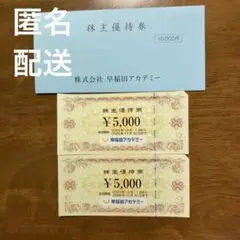 匿名
配送
株主優待券
10,000円
株式会社 早稲田アカデミー
株主優待券
¥5,000
早稲田アカデミー
株主優待券
¥5,000
早稲田アカデミー